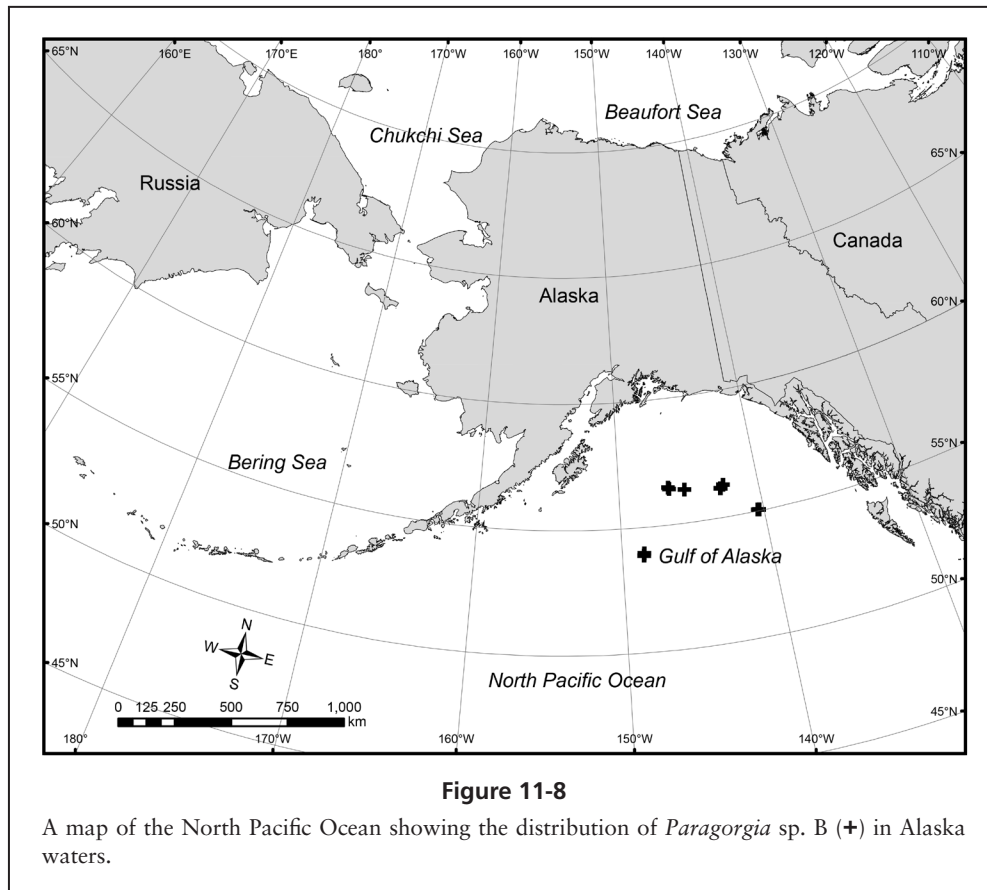 65°N 160°E 170°E 180° 170°W 160°W 150°W 140°W 130°W 120°W 110°W
Beaufort Sea
Chukchi Sea
65°N
Russia
60°N
Canada
Alaska
60°N
55°N
55°N
Bering Sea
50°N
Gulf of Alaska
50°N
N
W E
S
45°N
North Pacific Ocean
0 125 250 500 750 1,000
km
45°N
180° 170°W 160°W 150°W 140°W
Figure 11-8
A map of the North Pacific Ocean showing the distribution of Paragorgia sp. B (+) in Alaska
waters.